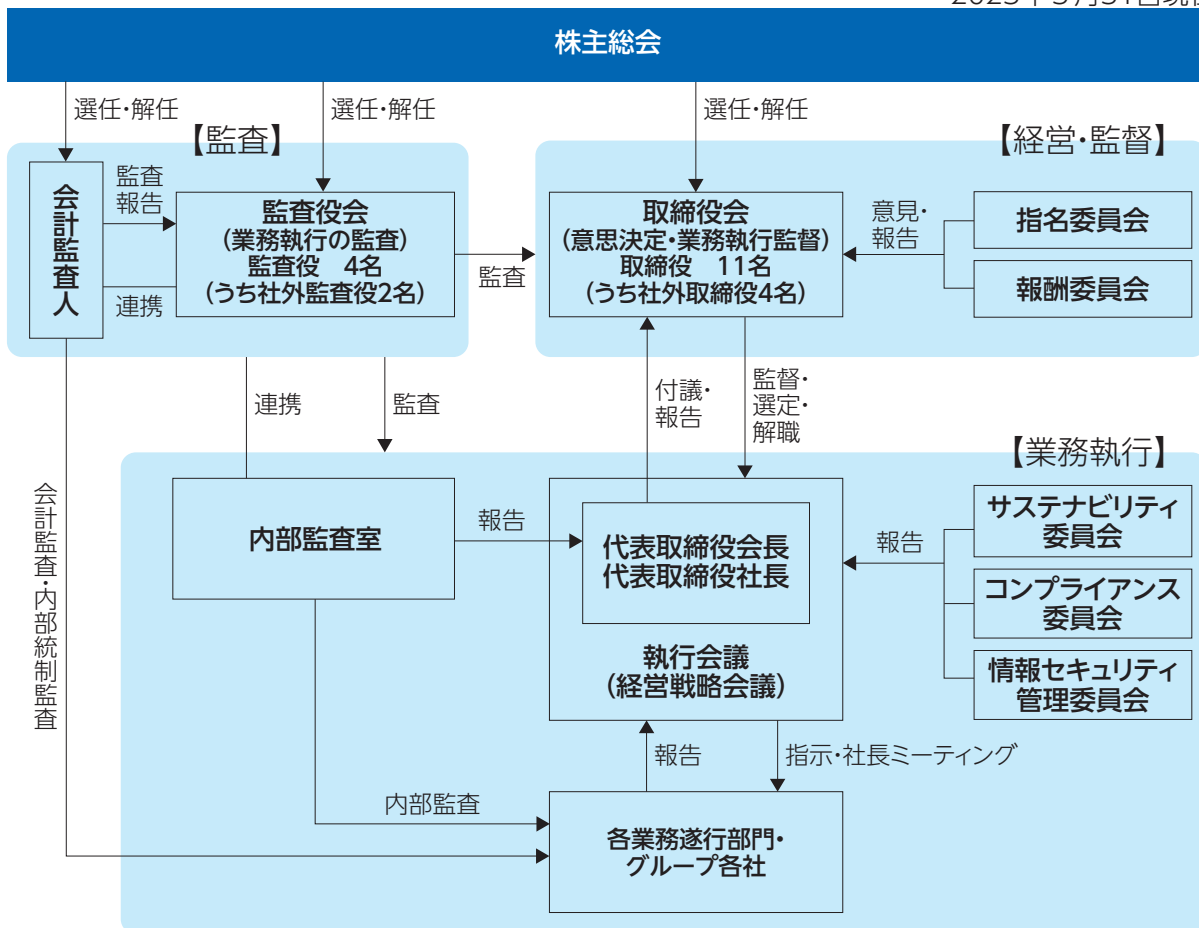 株主総会
選任・解任
選任・解任
選任・解任
【監査】
【経営・監督】
会計監査人
監査
報告
連携
監査役会
(業務執行の監査)
監査役 4名
(うち社外監査役2名)
監査
取締役会
(意思決定・業務執行監督)
取締役 11名
(うち社外取締役4名)
意見・
報告
指名委員会
報酬委員会
連携
監査
付議・
報告
監督・
選定・
解職
【業務執行】
会計監査・内部統制監査
内部監査室
報告
代表取締役会長
代表取締役社長
執行会議
(経営戦略会議)
報告
サステナビリティ
委員会
コンプライアンス
委員会
情報セキュリティ
管理委員会
報告
指示・社長ミーティング
内部監査
各業務遂行部門・
グループ各社